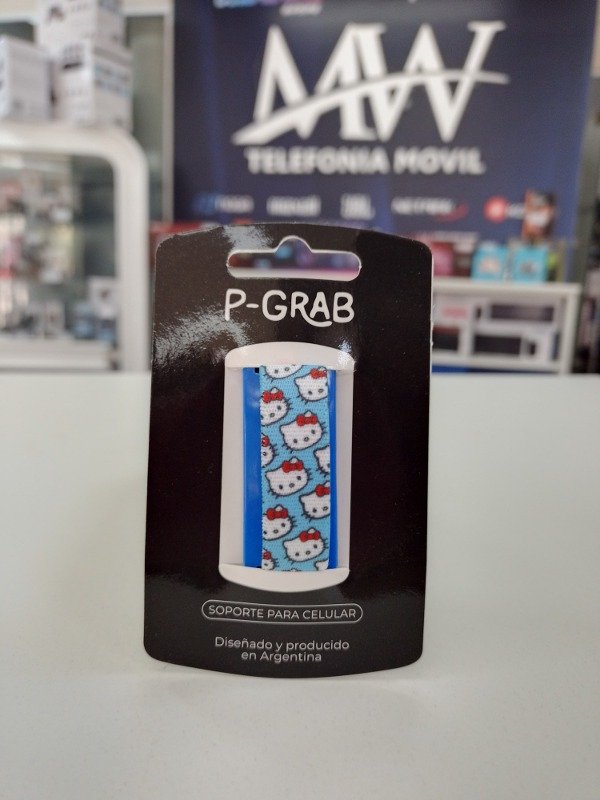 MW
TELEFONIA MOVIL
P-GRAB
SOPORTE PARA CELULAR
Diseñado y producido
en Argentina